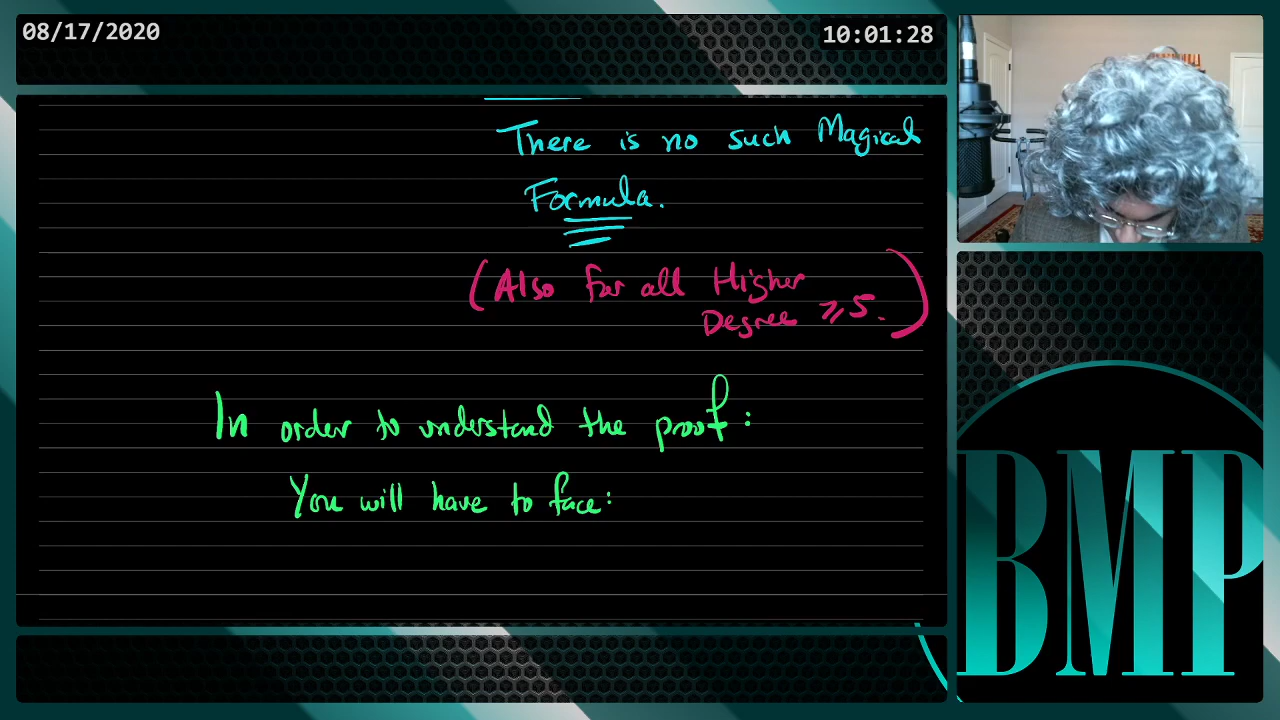 08/17/2020
10:01:28
There is no such Magical
Formula.
(Also for all Higher
Degree ⩾5.)
In order to understand the proof:
You will have to face:
BMP